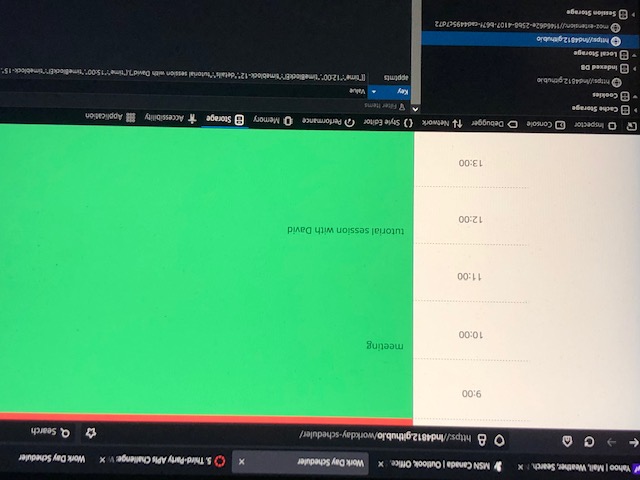 Yahoo | Mail, Weather, Search,
MSN Canada | Outlook, Office,
Work Day Scheduler
5. Third-Party APIs Challenge:
Work Day Scheduler
https://lnd4812.github.io/workday-scheduler/
Search
9:00
meeting
10:00
11:00
tutorial session with David
12:00
13:00
Inspector
Console
Debugger
Network
Style Editor
Performance
Memory
Storage
Accessibility
Application
Cache Storage
Cookies
https://lnd4812.github.io
Indexed DB
Local Storage
https://lnd4812.github.io
moz-extension://1f46d62e-25b8-4107-b67f-cad4495c7d72
Session Storage
Filter Items
Key
Value
apptmts
[{"time":"12:00","timeBlockEl":"timeblock-12","details":"tutorial session with David"},{"time":"15:00","timeBlockEl":"timeblock-15"